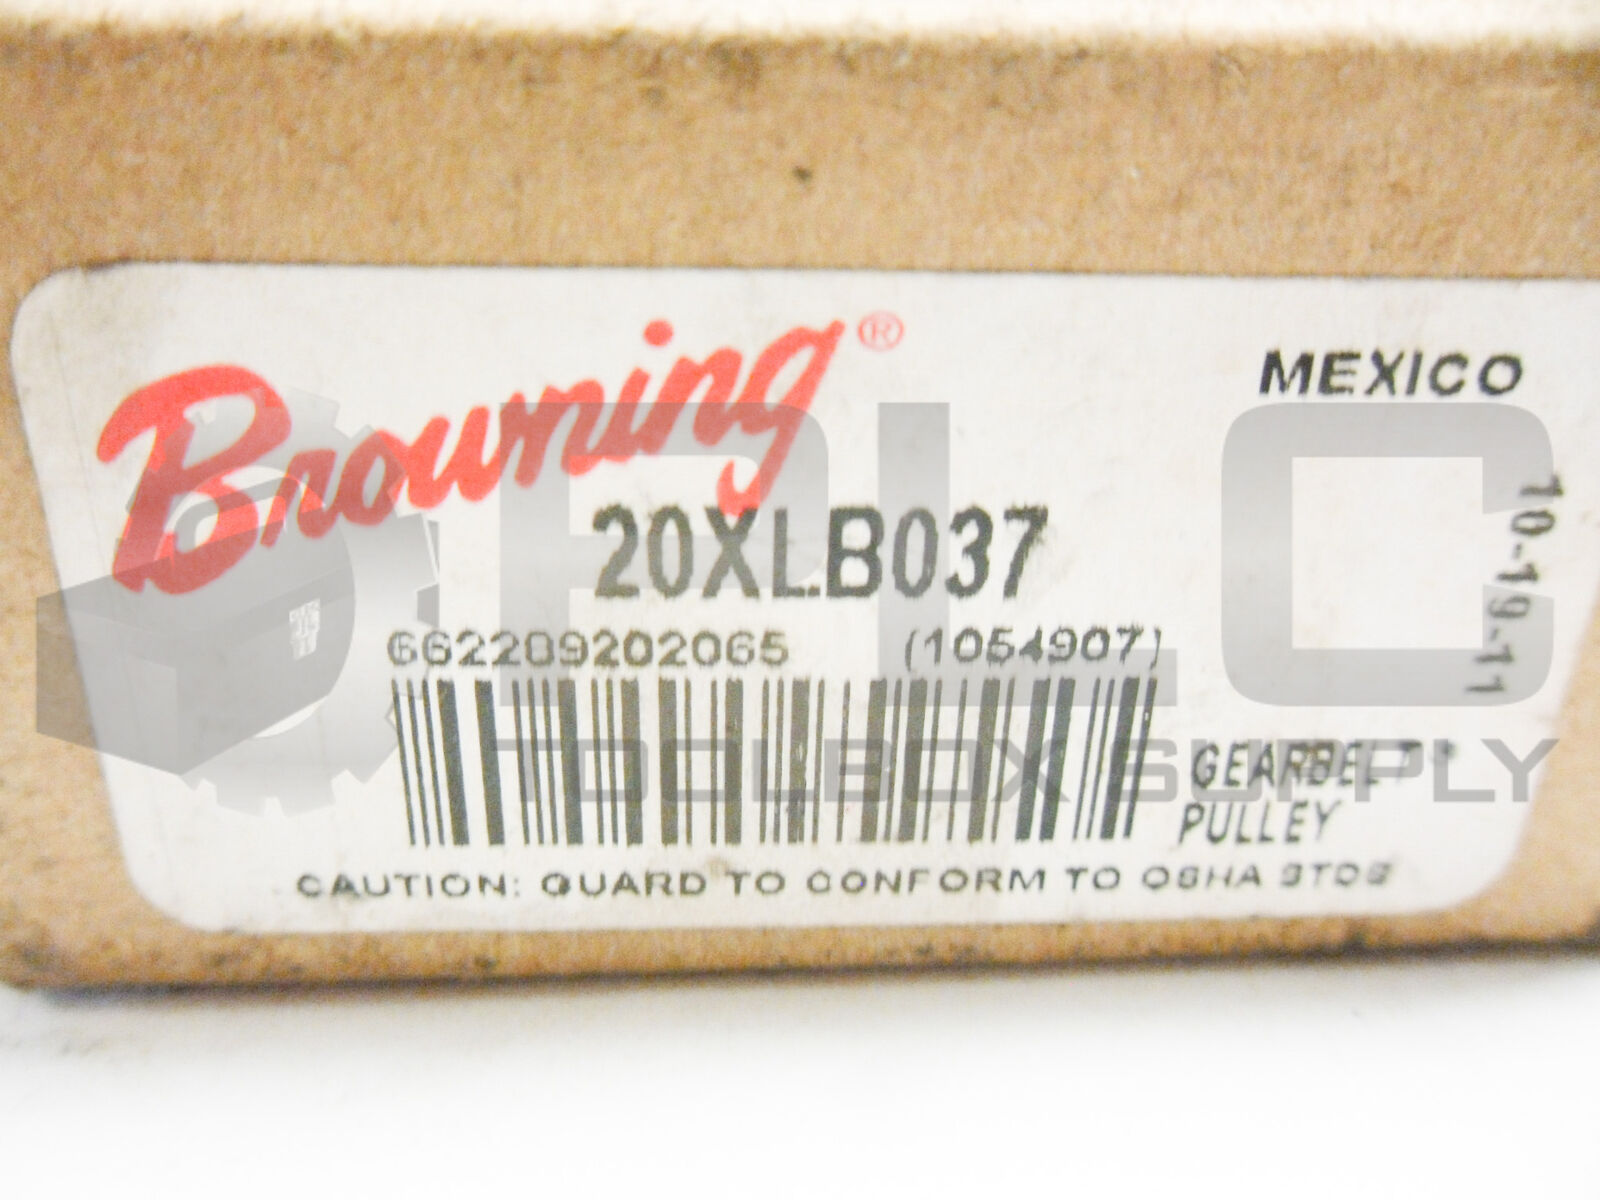 Browning®
MEXICO
20XLB037
10-19-11
662289202065 (1054907)
GEARBELT®
PULLEY
CAUTION: GUARD TO CONFORM TO OSHA STDS
PLC
TOOLBOX SUPPLY